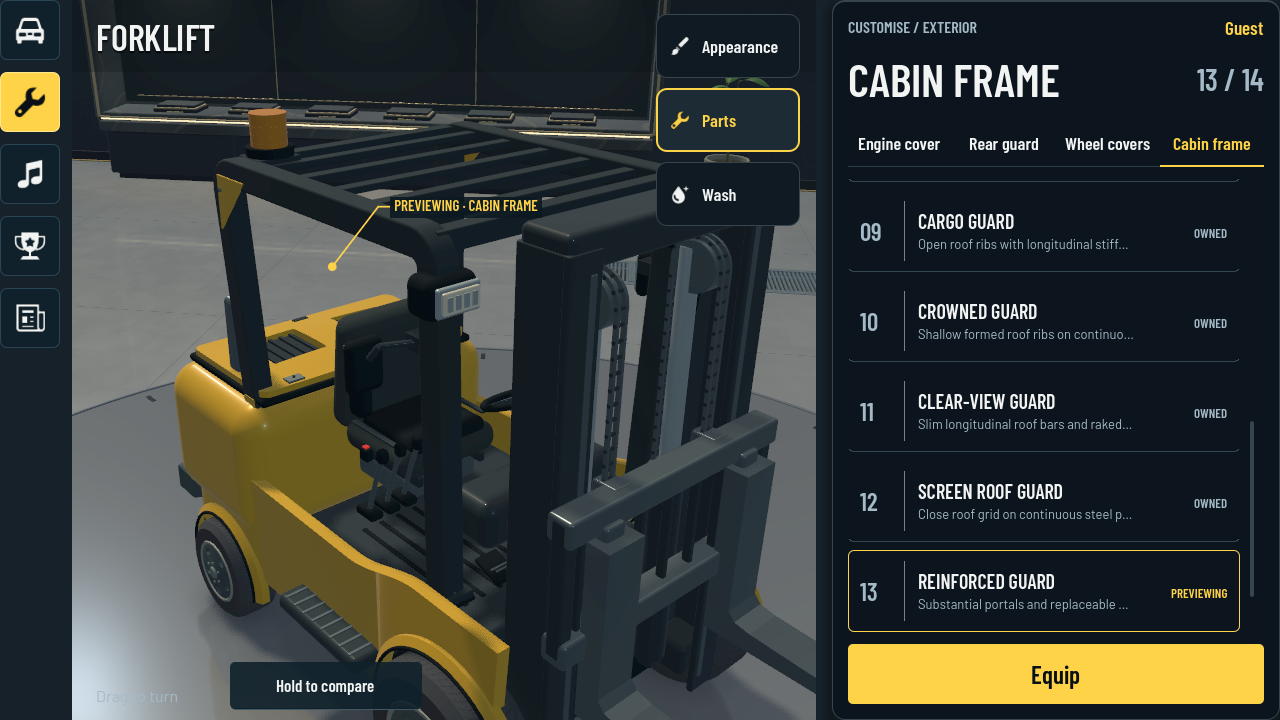 FORKLIFT
Appearance
Parts
Wash
PREVIEWING · CABIN FRAME
Drag to turn
Hold to compare
CUSTOMISE / EXTERIOR
Guest
CABIN FRAME
13 / 14
Engine cover
Rear guard
Wheel covers
Cabin frame
09
CARGO GUARD
Open roof ribs with longitudinal stiff...
OWNED
10
CROWNED GUARD
Shallow formed roof ribs on continuo...
OWNED
11
CLEAR-VIEW GUARD
Slim longitudinal roof bars and raked...
OWNED
12
SCREEN ROOF GUARD
Close roof grid on continuous steel p...
OWNED
13
REINFORCED GUARD
Substantial portals and replaceable ...
PREVIEWING
Equip